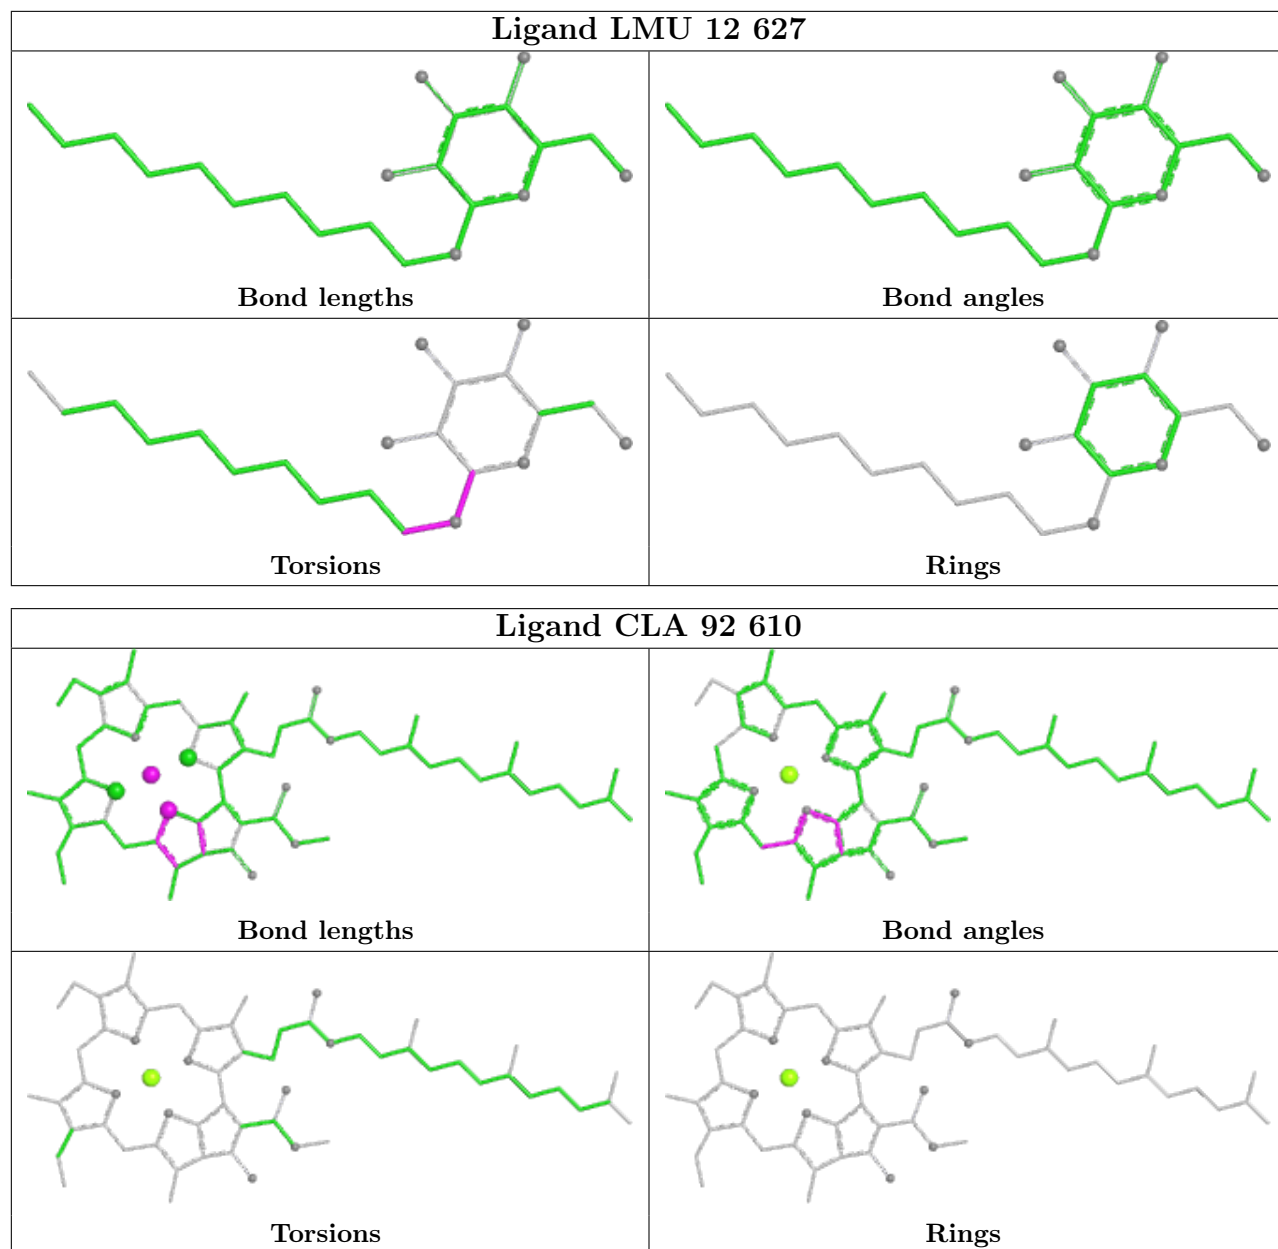 Ligand LMU 12 627
Bond lengths
Bond angles
Torsions
Rings
Ligand CLA 92 610
Bond lengths
Bond angles
Torsions
Rings